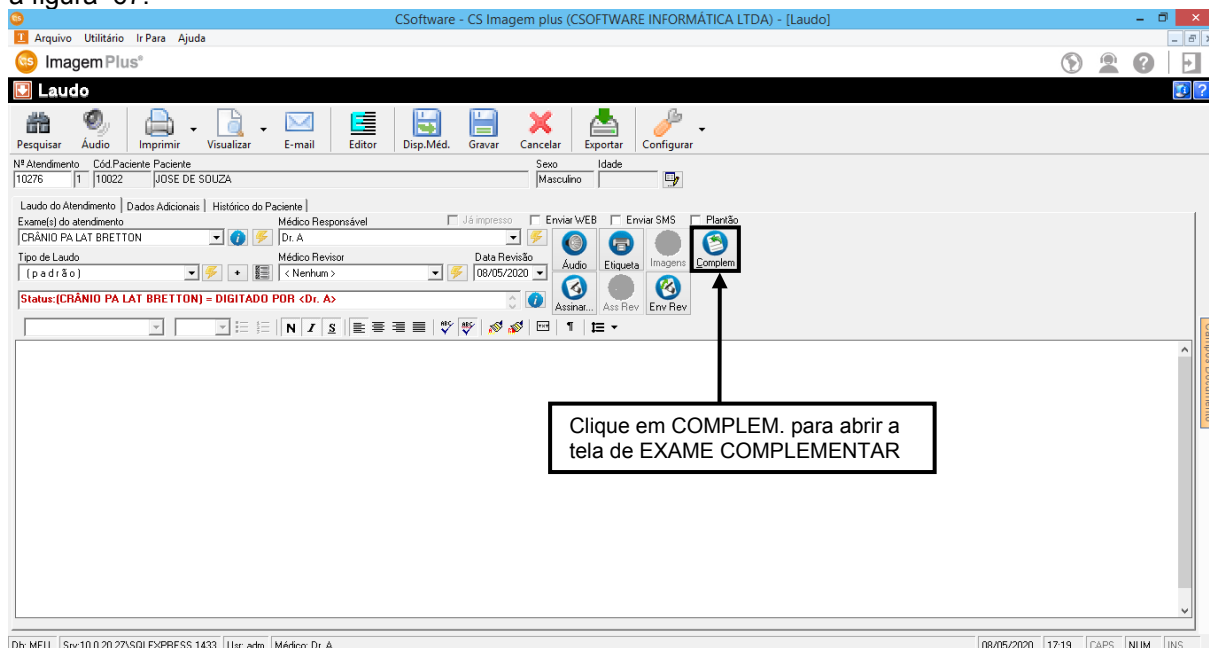 a figura 67.
CSoftware - CS Imagem plus (CSOFTWARE INFORMÁTICA LTDA) - [Laudo]
Arquivo Utilitário Ir Para Ajuda
CS ImagemPlus®
Laudo
Pesquisar Áudio Imprimir Visualizar E-mail Editor Disp.Méd. Gravar Cancelar Exportar Configurar
Nº Atendimento Cód.Paciente Paciente Sexo Idade
10276 1 10022 JOSE DE SOUZA Masculino
Laudo do Atendimento Dados Adicionais Histórico do Paciente
Exame(s) do atendimento Médico Responsável Já impresso Enviar WEB Enviar SMS Plantão
CRÂNIO PA LAT BRETTON Dr. A
Tipo de Laudo Médico Revisor Data Revisão
(padrão) < Nenhum > 08/05/2020
Áudio Etiqueta Imagens Complem
Status:(CRÂNIO PA LAT BRETTON) = DIGITADO POR <Dr. A>
Assinar... Ass Rev Env Rev
N I S
Clique em COMPLEM. para abrir a
tela de EXAME COMPLEMENTAR
Campos Documento
Db: MEU Srv:10.0.20.27\SQLEXPRESS,1433 Usr: adm Médico: Dr. A 08/05/2020 17:19 CAPS NUM INS